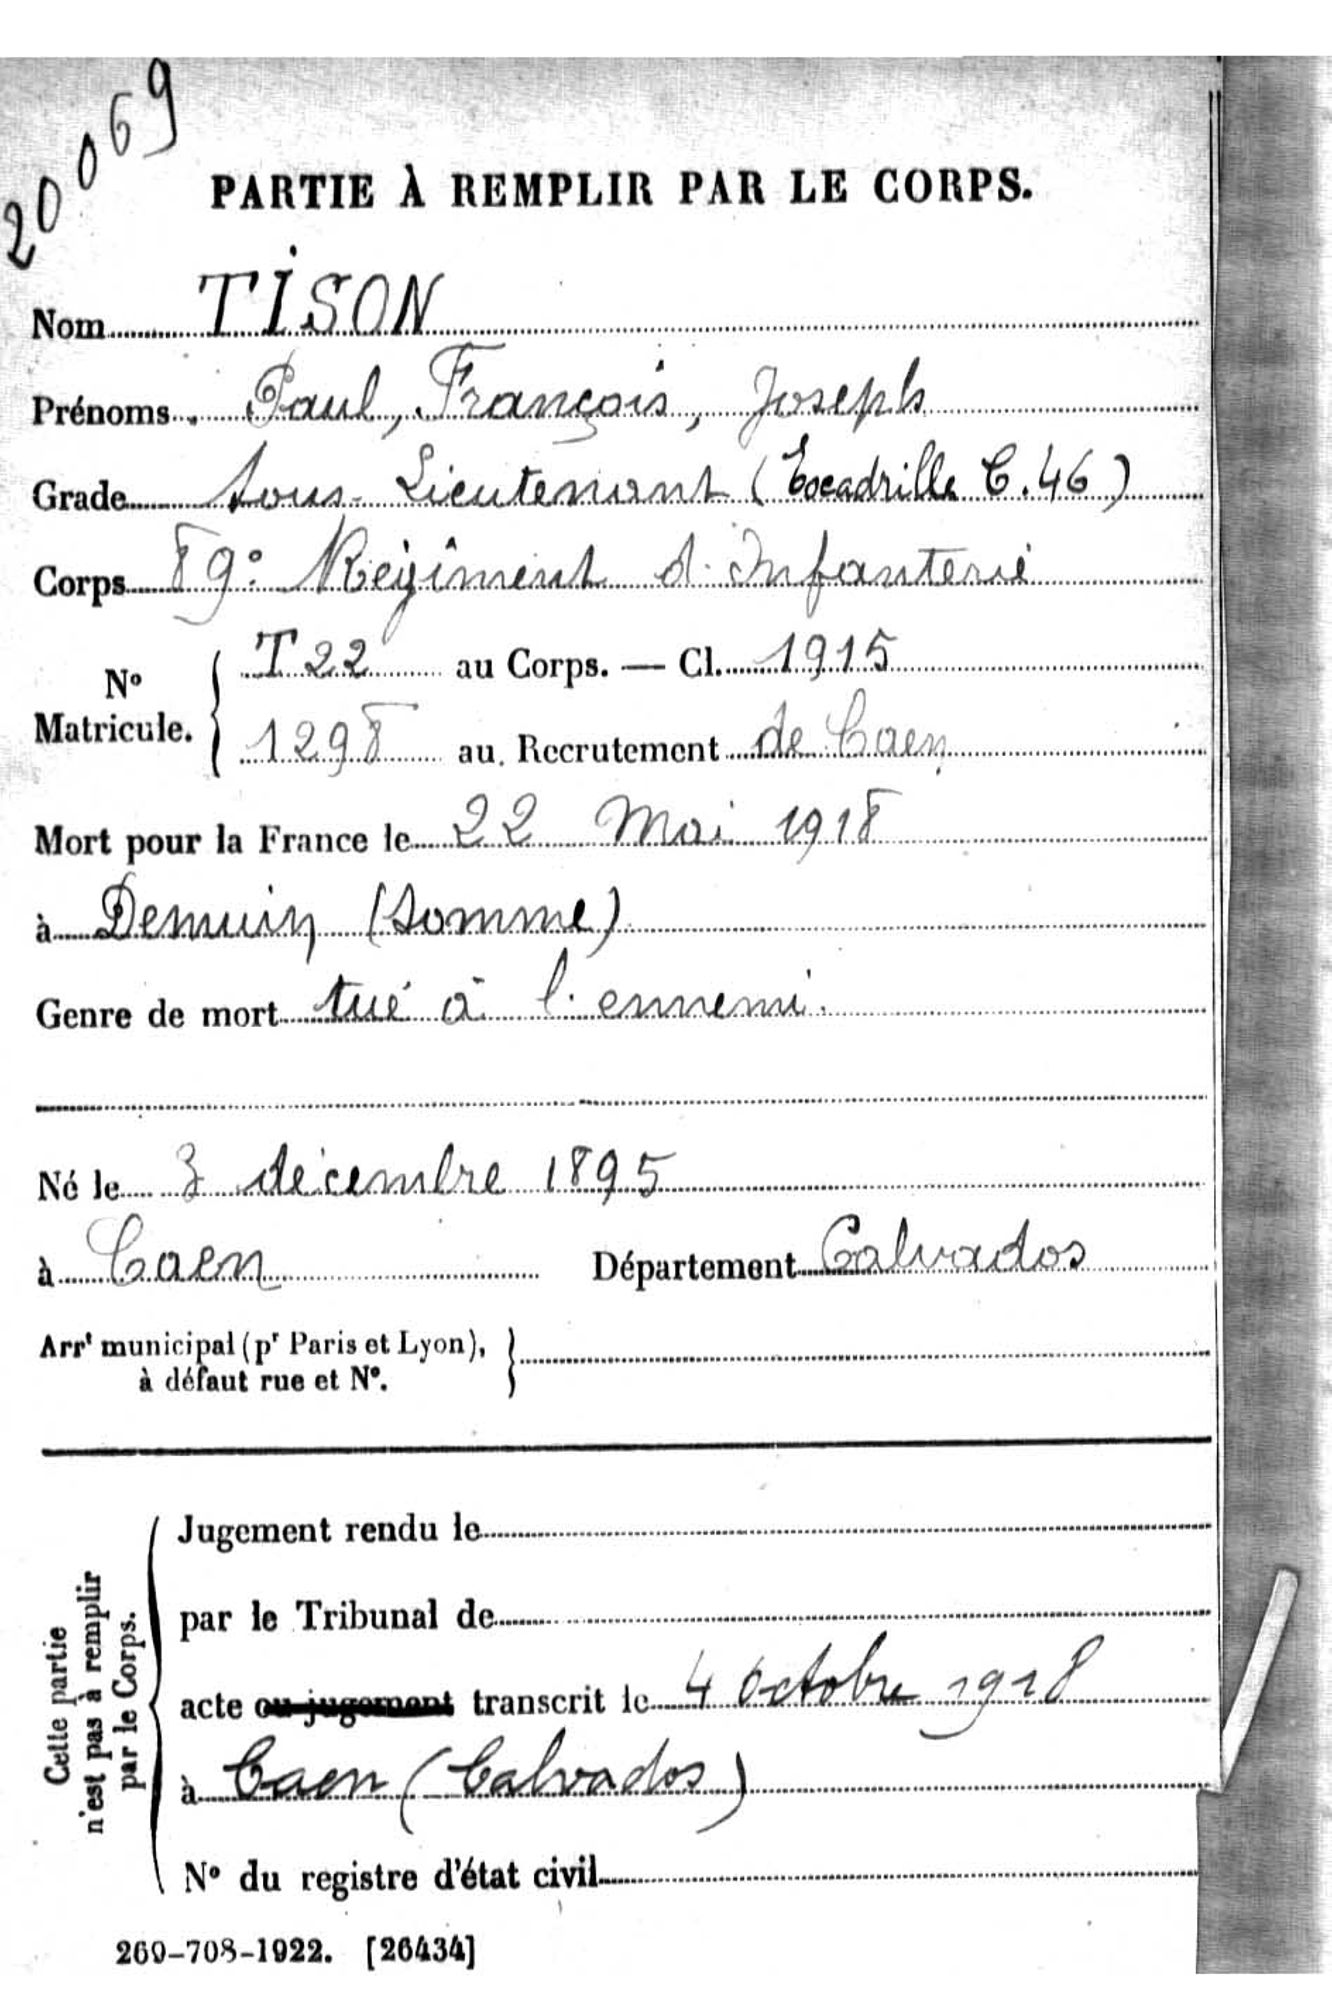 20069
PARTIE À REMPLIR PAR LE CORPS.
Nom TISON
Prénoms Paul, François, Joseph
Grade Sous-Lieutenant (Escadrille C.46)
Corps 89e Régiment d'Infanterie
N° Matricule. { T22 au Corps. — Cl. 1915
1298 au Recrutement de Caen
Mort pour la France le 22 Mai 1918
à Demuin (Somme)
Genre de mort tué à l'ennemi.
Né le 3 décembre 1895
à Caen Département Calvados
Arrt municipal (pr Paris et Lyon), }
à défaut rue et N°.
Cette partie
n'est pas à remplir
par le Corps.
Jugement rendu le
par le Tribunal de
acte ou jugement transcrit le 4 Octobre 1918
à Caen (Calvados)
N° du registre d'état civil
269-708-1922. [26434]